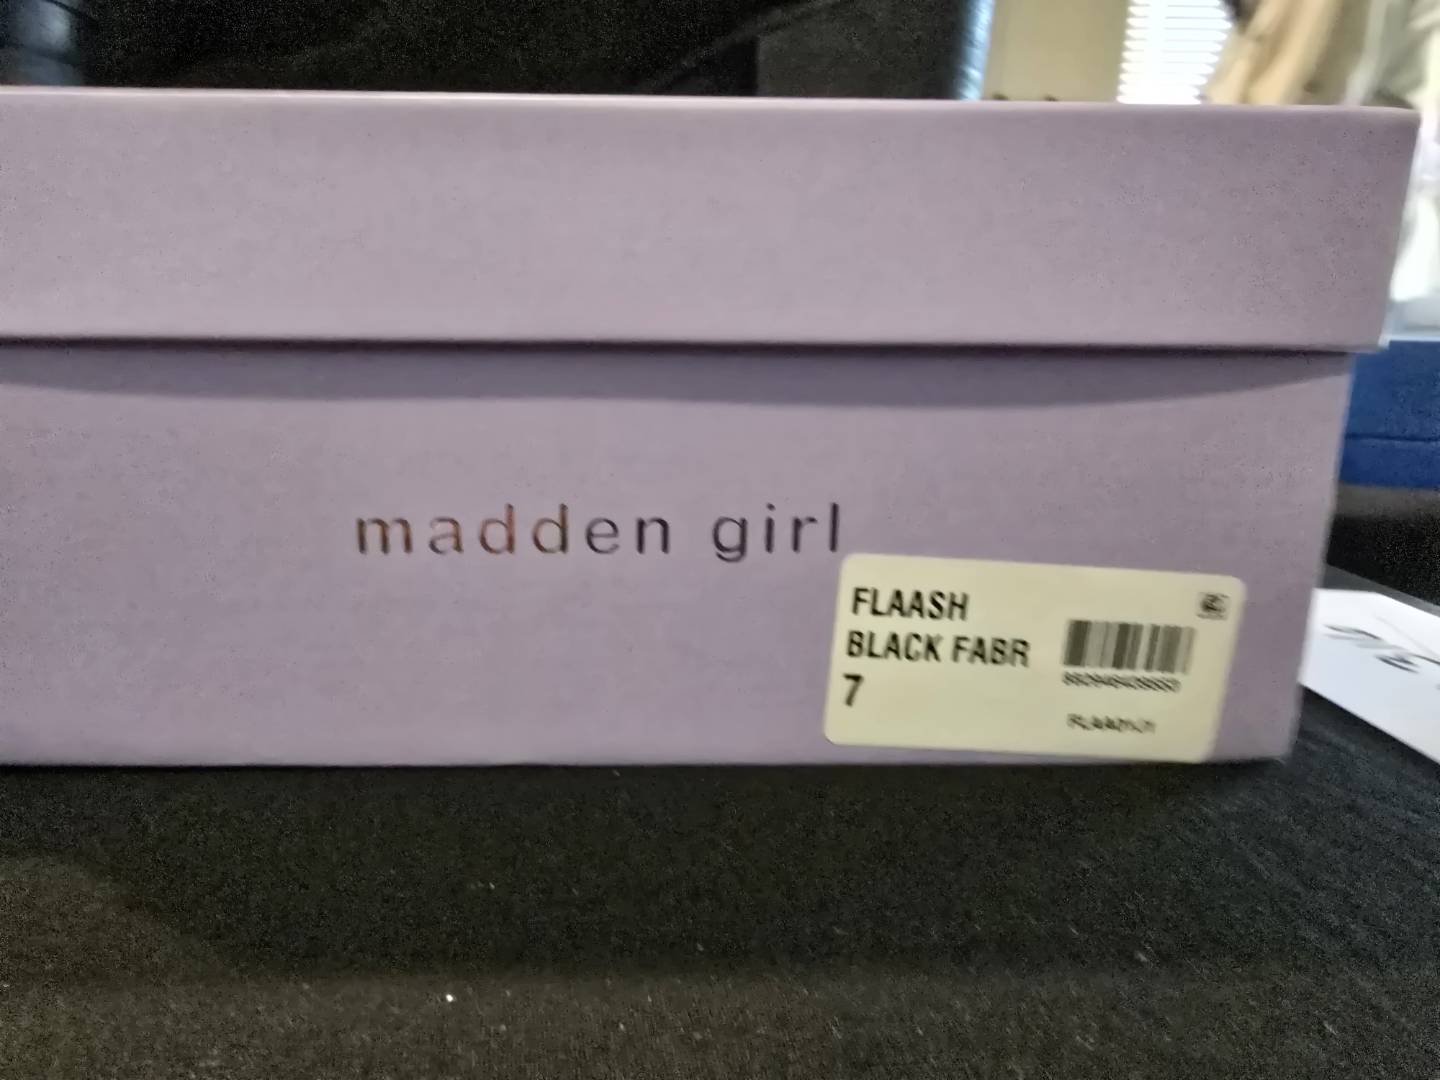 madden girl
FLAASH
BLACK FABR
7